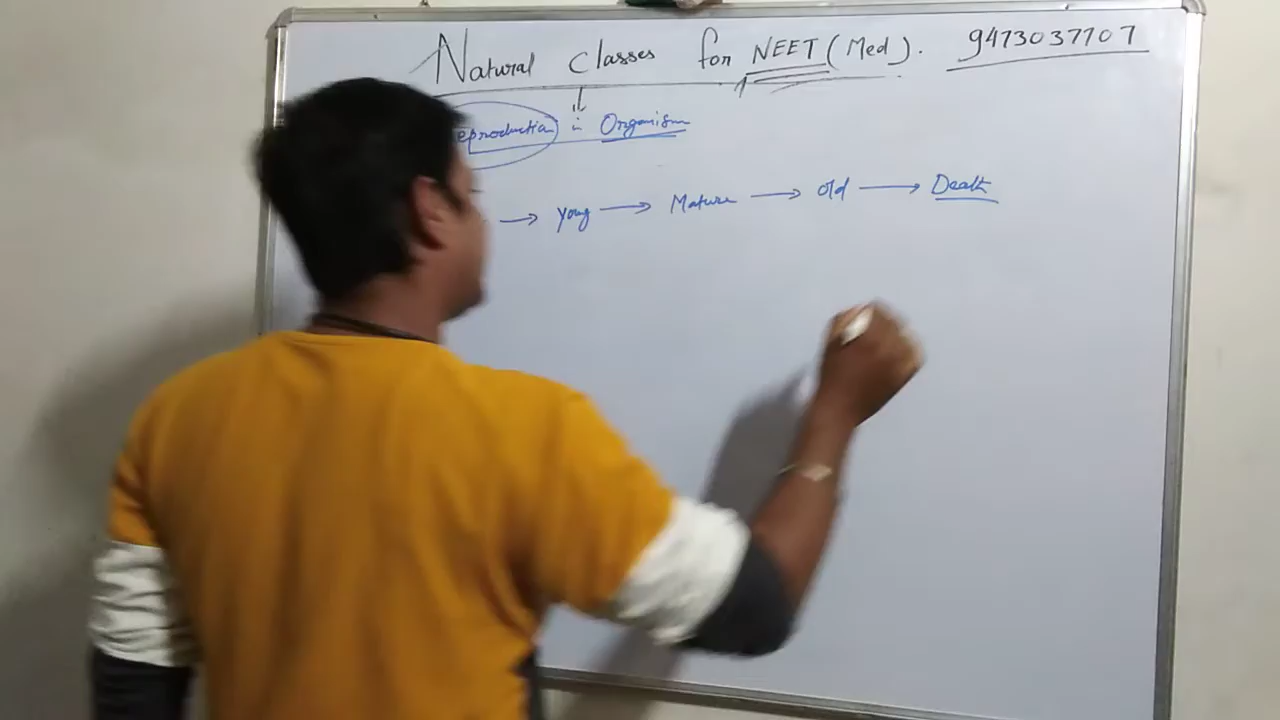 Natural Classes for NEET (Med). 9473037707
eproduction in Organism
→ young → Mature → old → Death